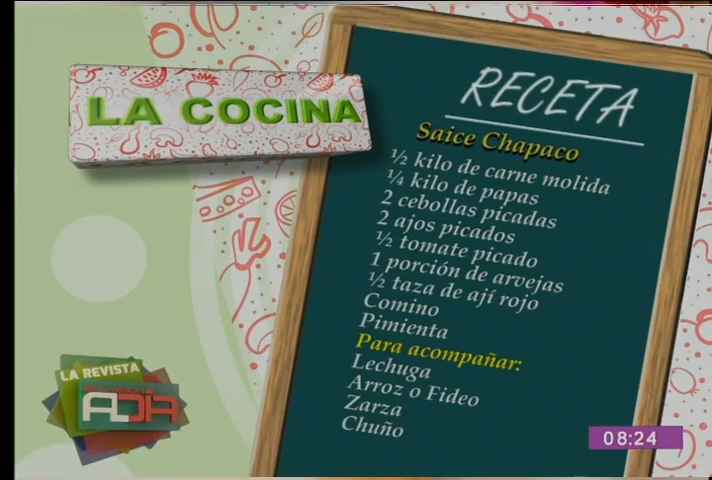 LA COCINA
RECETA
Saice Chapaco
½ kilo de carne molida
¼ kilo de papas
2 cebollas picadas
2 ajos picados
½ tomate picado
1 porción de arvejas
½ taza de ají rojo
Comino
Pimienta
Para acompañar:
Lechuga
Arroz o Fideo
Zarza
Chuño
LA REVISTA
AL DIA
08:24